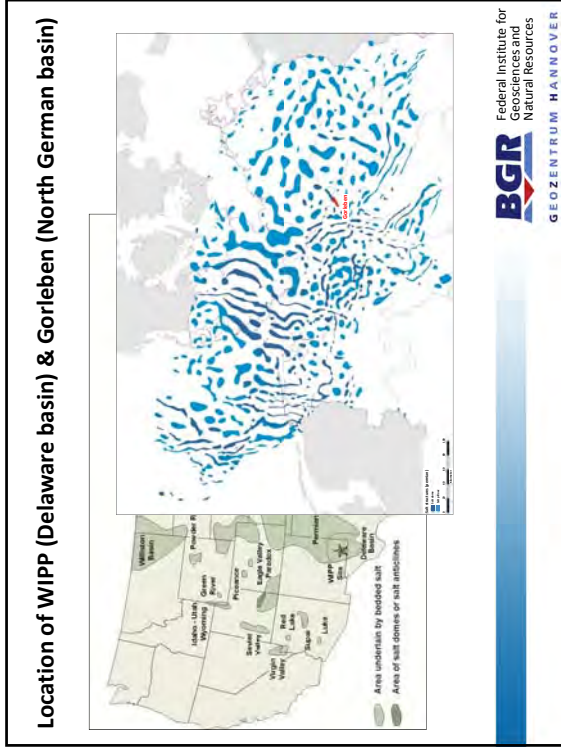 Location of WIPP (Delaware basin) & Gorleben (North German basin)
Williston
Basin
Powder R
Idaho - Utah
Wyoming
Green
River
Piceance
Eagle Valley
Paradox
Sevier
Valley
Virgin
Valley
Red
Lake
Supai
Luke
Permian
WIPP
Site
Delaware
Basin
Area underlain by bedded salt
Area of salt domes or salt anticlines
Gorleben
BGR
Federal Institute for
Geosciences and
Natural Resources
GEOZENTRUM HANNOVER